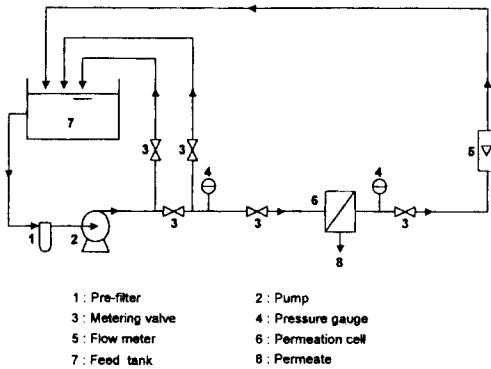 7
3
3
4
4
5
6
1
2
3
3
3
8
1 : Pre-filter
2 : Pump
3 : Metering valve
4 : Pressure gauge
5 : Flow meter
6 : Permeation cell
7 : Feed tank
8 : Permeate